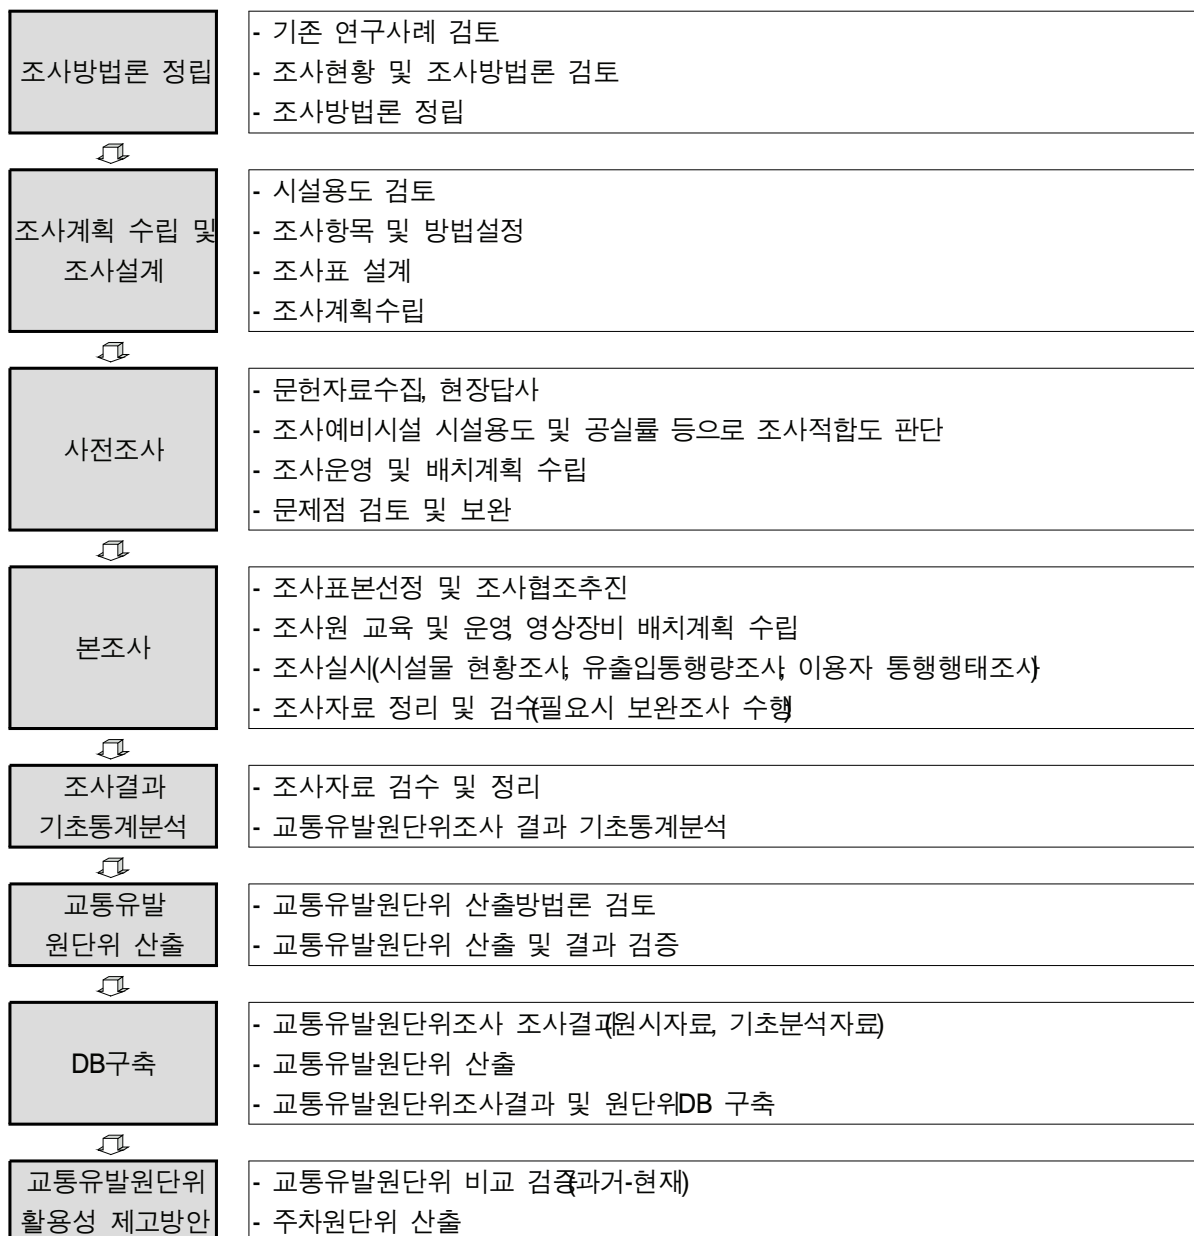 조사방법론 정립
- 기존 연구사례 검토
- 조사현황 및 조사방법론 검토
- 조사방법론 정립
조사계획 수립 및
조사설계
- 시설용도 검토
- 조사항목 및 방법설정
- 조사표 설계
- 조사계획수립
사전조사
- 문헌자료수집, 현장답사
- 조사예비시설 시설용도 및 공실률 등으로 조사적합도 판단
- 조사운영 및 배치계획 수립
- 문제점 검토 및 보완
본조사
- 조사표본선정 및 조사협조추진
- 조사원 교육 및 운영, 영상장비 배치계획 수립
- 조사실시(시설물 현황조사, 유출입통행량조사, 이용자 통행행태조사)
- 조사자료 정리 및 검수(필요시 보완조사 수행)
조사결과
기초통계분석
- 조사자료 검수 및 정리
- 교통유발원단위조사 결과 기초통계분석
교통유발
원단위 산출
- 교통유발원단위 산출방법론 검토
- 교통유발원단위 산출 및 결과 검증
DB구축
- 교통유발원단위조사 조사결과(원시자료, 기초분석자료)
- 교통유발원단위 산출
- 교통유발원단위조사결과 및 원단위DB 구축
교통유발원단위
활용성 제고방안
- 교통유발원단위 비교 검증(과거-현재)
- 주차원단위 산출